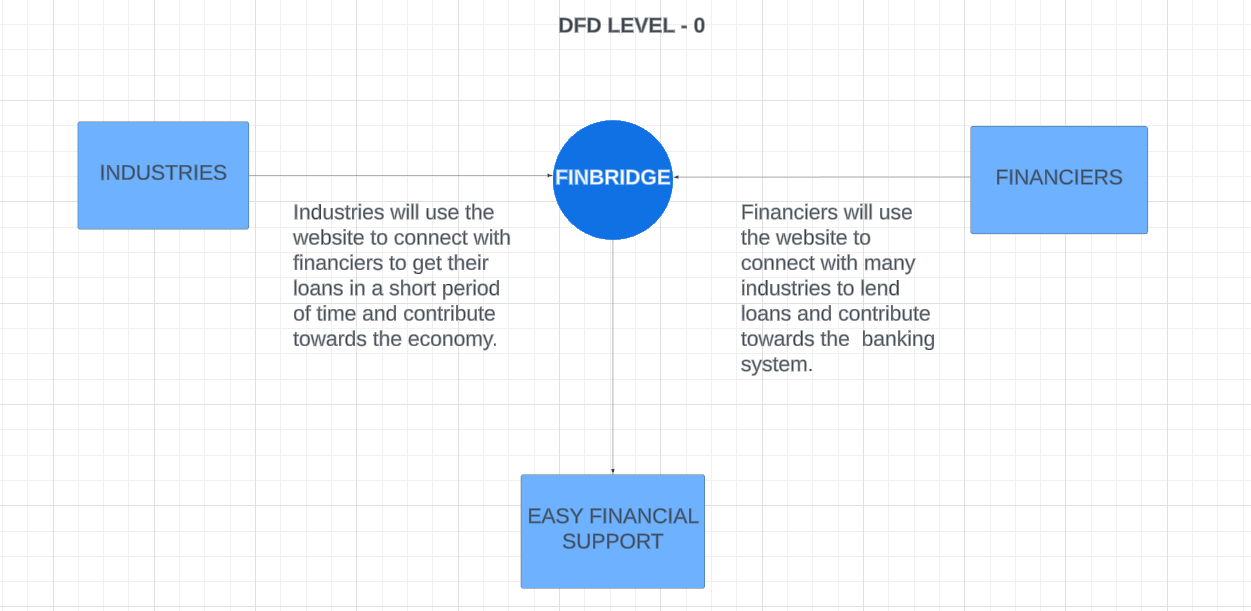 DFD LEVEL - 0
INDUSTRIES
FINBRIDGE
FINANCIERS
Industries will use the
website to connect with
financiers to get their
loans in a short period
of time and contribute
towards the economy.
Financiers will use
the website to
connect with many
industries to lend
loans and contribute
towards the  banking
system.
EASY FINANCIAL
SUPPORT